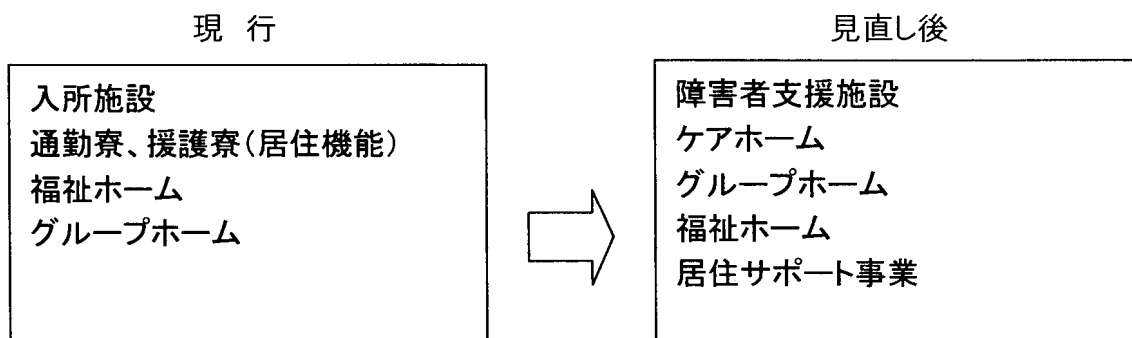 現 行
入所施設
通勤寮、援護寮(居住機能)
福祉ホーム
グループホーム
見直し後
障害者支援施設
ケアホーム
グループホーム
福祉ホーム
居住サポート事業